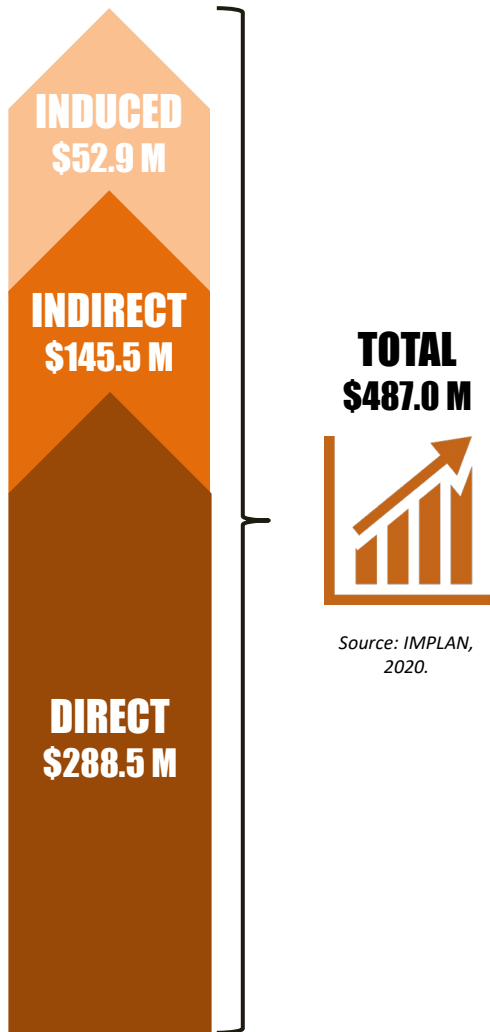 INDUCED
$52.9 M
INDIRECT
$145.5 M
TOTAL
$487.0 M
Source: IMPLAN,
2020.
DIRECT
$288.5 M